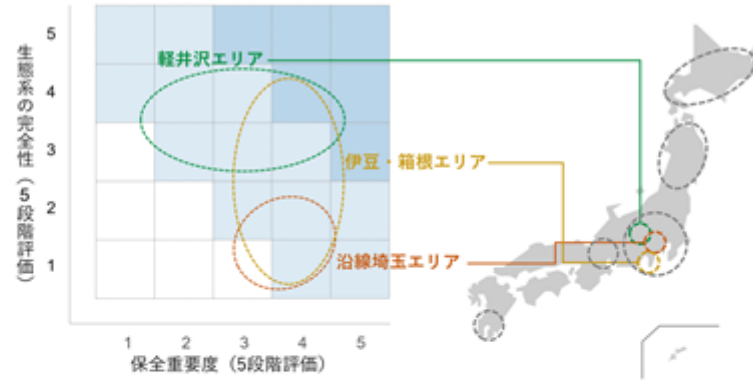 生態系の完全性（5段階評価）
5
4
3
2
1
軽井沢エリア
伊豆・箱根エリア
沿線埼玉エリア
1 2 3 4 5
保全重要度（5段階評価）